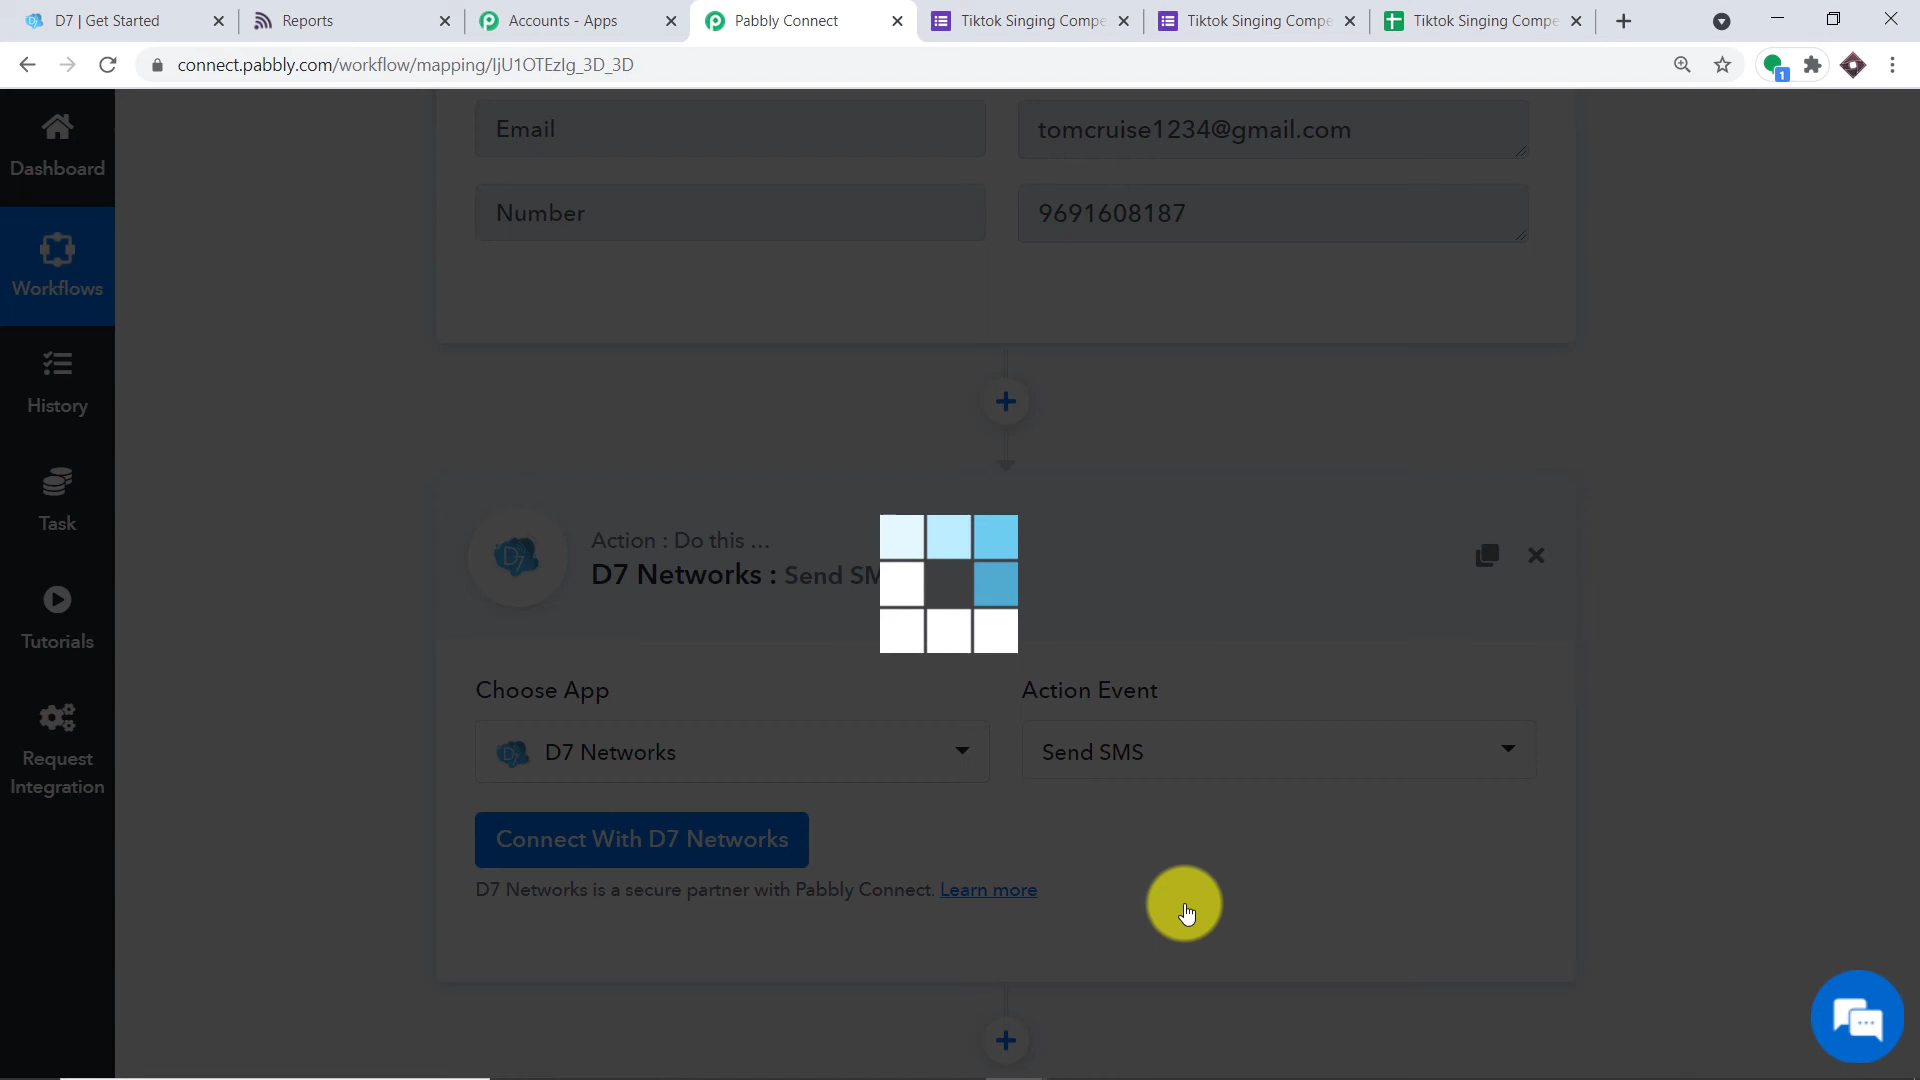 D7 | Get Started
Reports
Accounts - Apps
Pabbly Connect
Tiktok Singing Compe
Tiktok Singing Compe
Tiktok Singing Compe
connect.pabbly.com/workflow/mapping/IjU1OTEzIg_3D_3D
1
Dashboard
Workflows
History
Task
Tutorials
Request
Integration
Email
tomcruise1234@gmail.com
Number
9691608187
D7
Action : Do this ...
D7 Networks : Send SM
Choose App
Action Event
D7 Networks
Send SMS
Connect With D7 Networks
D7 Networks is a secure partner with Pabbly Connect. Learn more